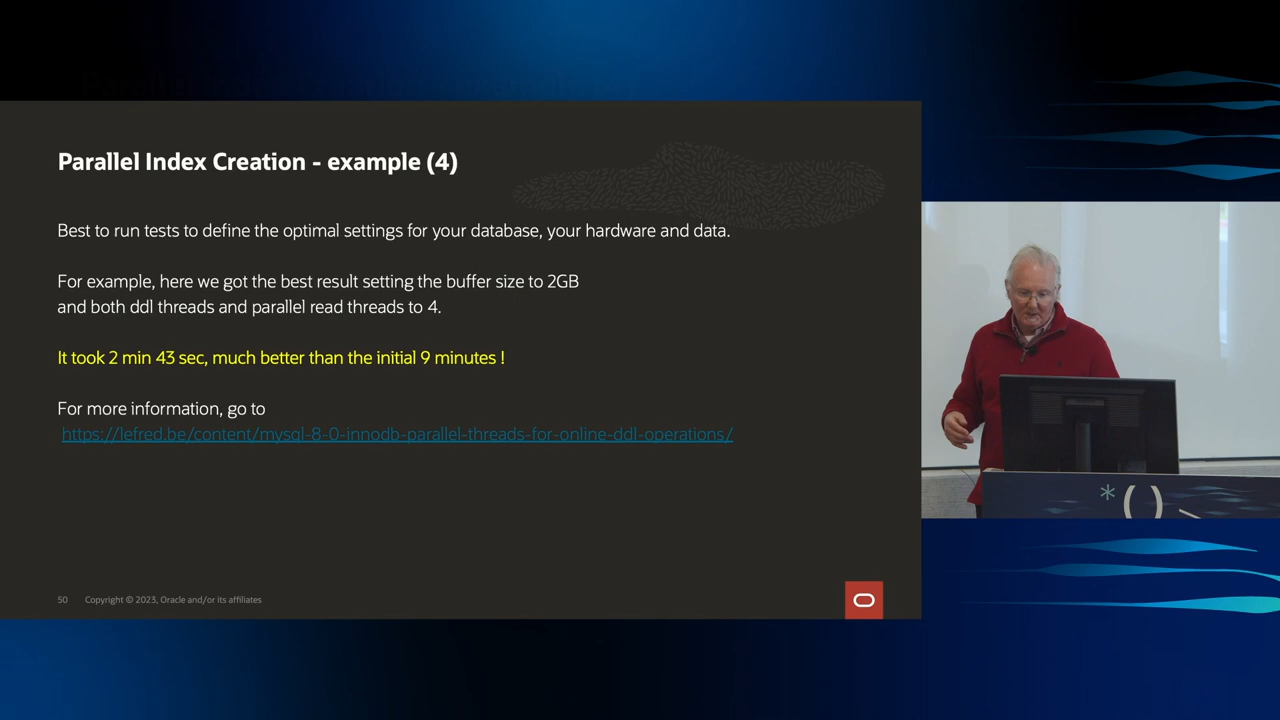 Parallel Index Creation - example (4)
Best to run tests to define the optimal settings for your database, your hardware and data.
For example, here we got the best result setting the buffer size to 2GB
and both ddl threads and parallel read threads to 4.
It took 2 min 43 sec, much better than the initial 9 minutes !
For more information, go to
https://lefred.be/content/mysql-8-0-innodb-parallel-threads-for-online-ddl-operations/
50 Copyright © 2023, Oracle and/or its affiliates
*()